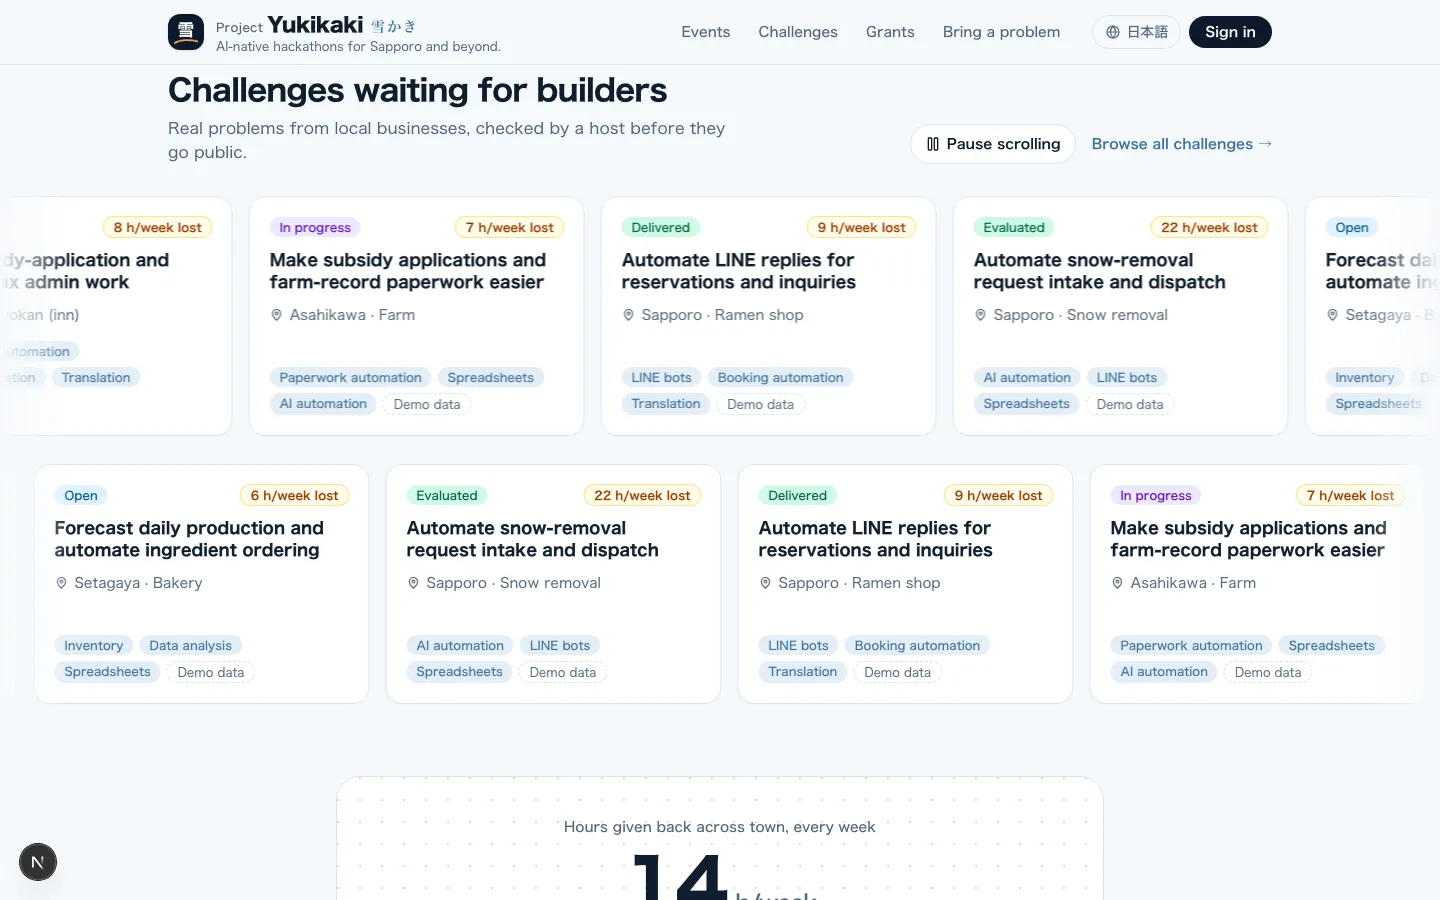 雪
Project Yukikaki 雪かき
AI-native hackathons for Sapporo and beyond.
Events
Challenges
Grants
Bring a problem
日本語
Sign in
Challenges waiting for builders
Real problems from local businesses, checked by a host before they
go public.
Pause scrolling
Browse all challenges →
8 h/week lost
dy-application and
ax admin work
yokan (inn)
utomation
ation
Translation
In progress
7 h/week lost
Make subsidy applications and
farm-record paperwork easier
Asahikawa · Farm
Paperwork automation
Spreadsheets
AI automation
Demo data
Delivered
9 h/week lost
Automate LINE replies for
reservations and inquiries
Sapporo · Ramen shop
LINE bots
Booking automation
Translation
Demo data
Evaluated
22 h/week lost
Automate snow-removal
request intake and dispatch
Sapporo · Snow removal
AI automation
LINE bots
Spreadsheets
Demo data
Open
Forecast dai
automate ing
Setagaya · B
Inventory
Da
Spreadsheets
Open
6 h/week lost
Forecast daily production and
automate ingredient ordering
Setagaya · Bakery
Inventory
Data analysis
Spreadsheets
Demo data
Evaluated
22 h/week lost
Automate snow-removal
request intake and dispatch
Sapporo · Snow removal
AI automation
LINE bots
Spreadsheets
Demo data
Delivered
9 h/week lost
Automate LINE replies for
reservations and inquiries
Sapporo · Ramen shop
LINE bots
Booking automation
Translation
Demo data
In progress
7 h/week lost
Make subsidy applications and
farm-record paperwork easier
Asahikawa · Farm
Paperwork automation
Spreadsheets
AI automation
Demo data
Hours given back across town, every week
14 h/week
N